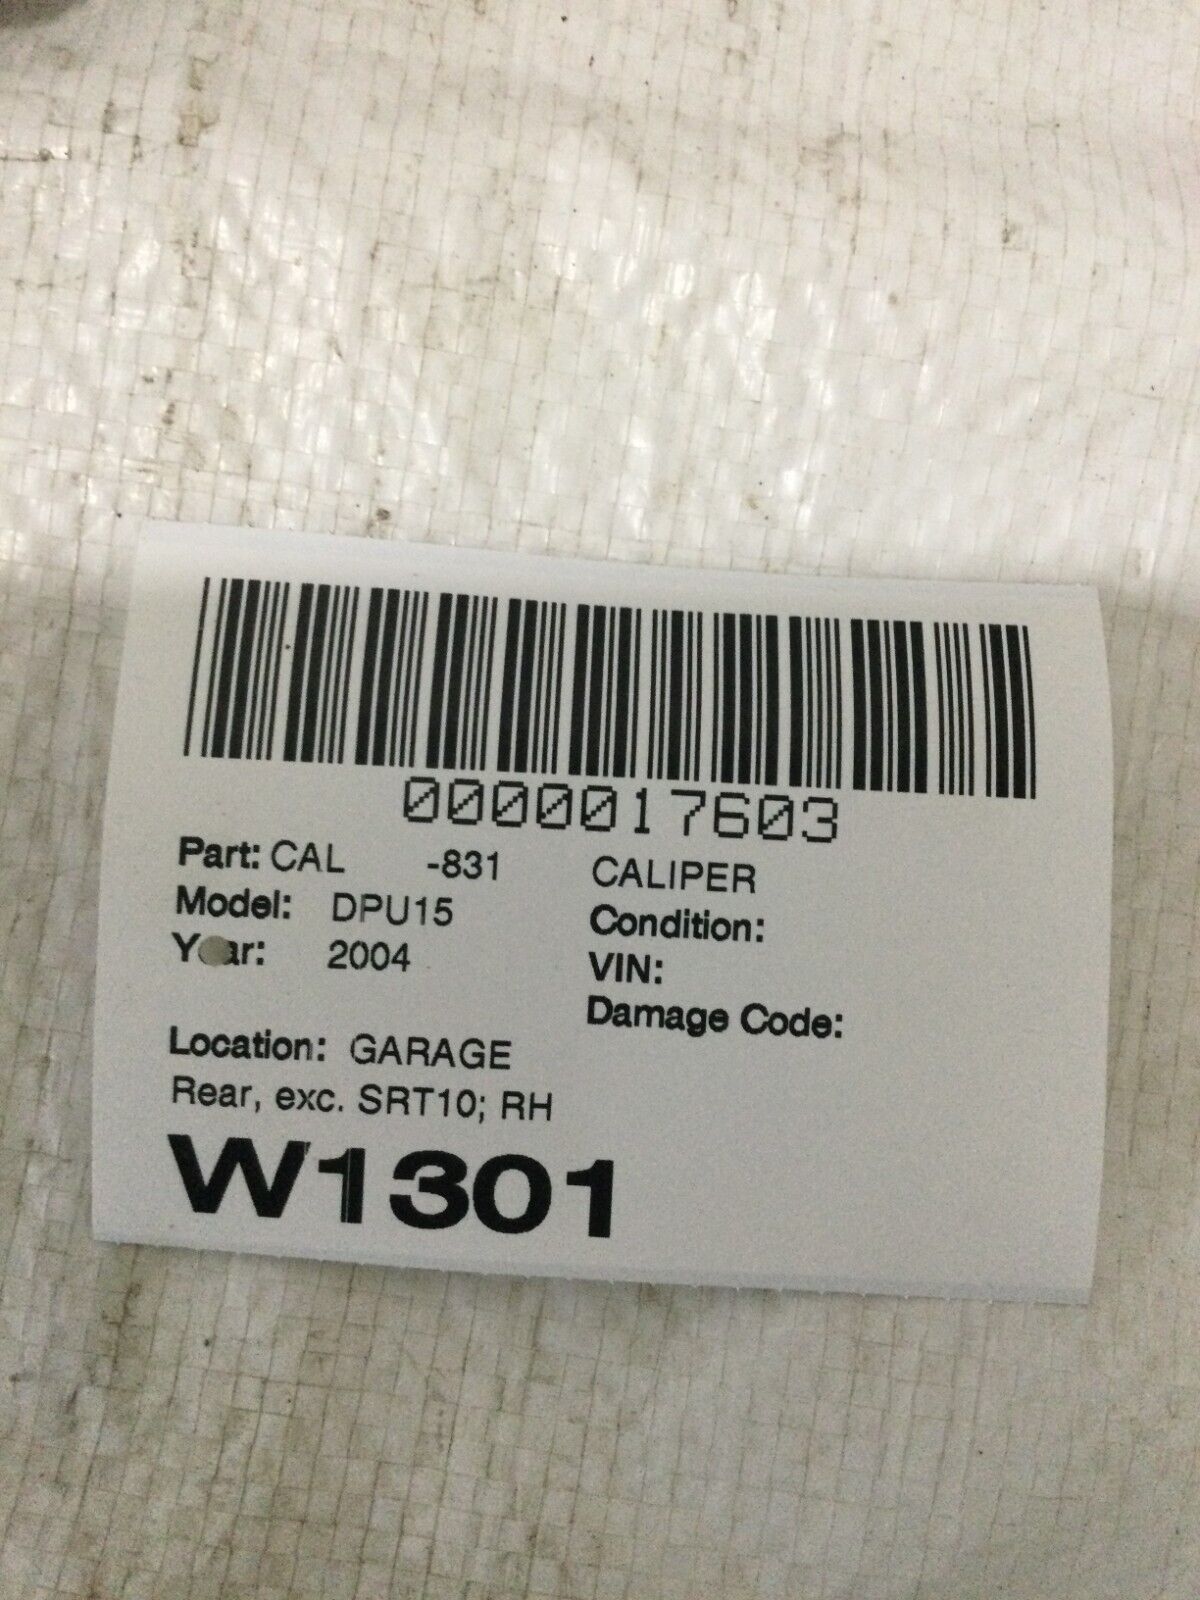 0000017603
Part: CAL -831 CALIPER
Model: DPU15 Condition:
Year: 2004 VIN:
Damage Code:
Location: GARAGE
Rear, exc. SRT10; RH
W1301